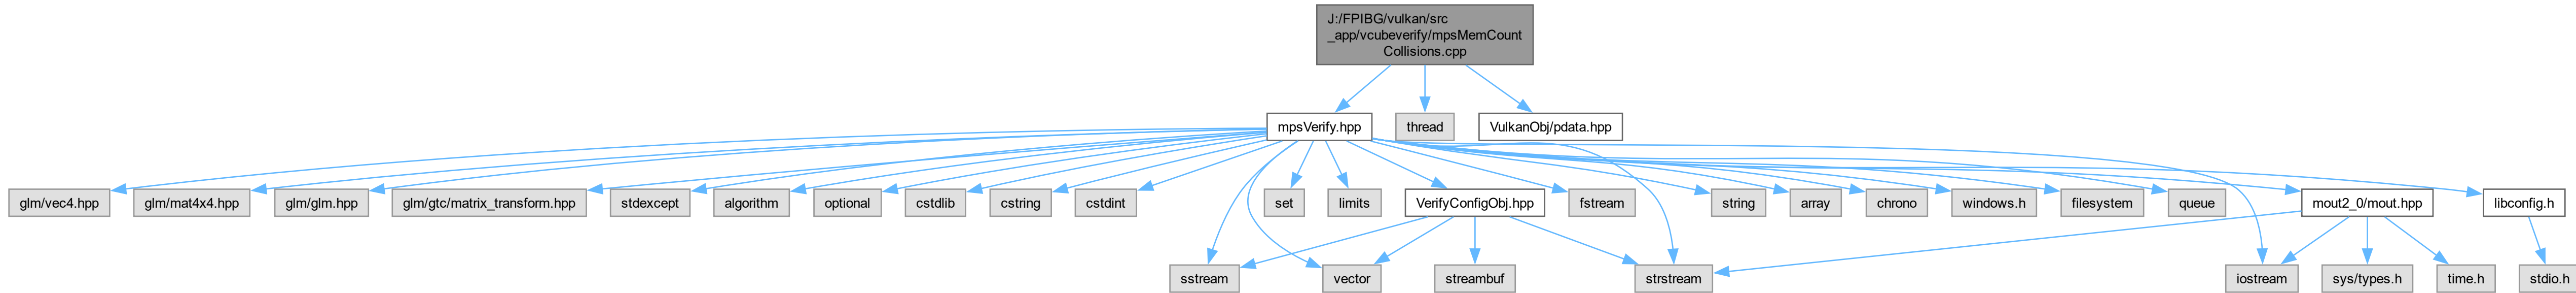 J:/FPIBG/vulkan/src
_app/vcubeverify/mpsMemCount
Collisions.cpp
mpsVerify.hpp
thread
VulkanObj/pdata.hpp
glm/vec4.hpp
glm/mat4x4.hpp
glm/glm.hpp
glm/gtc/matrix_transform.hpp
stdexcept
algorithm
optional
cstdlib
cstring
cstdint
set
limits
VerifyConfigObj.hpp
fstream
string
array
chrono
windows.h
filesystem
queue
mout2_0/mout.hpp
libconfig.h
sstream
vector
streambuf
strstream
iostream
sys/types.h
time.h
stdio.h